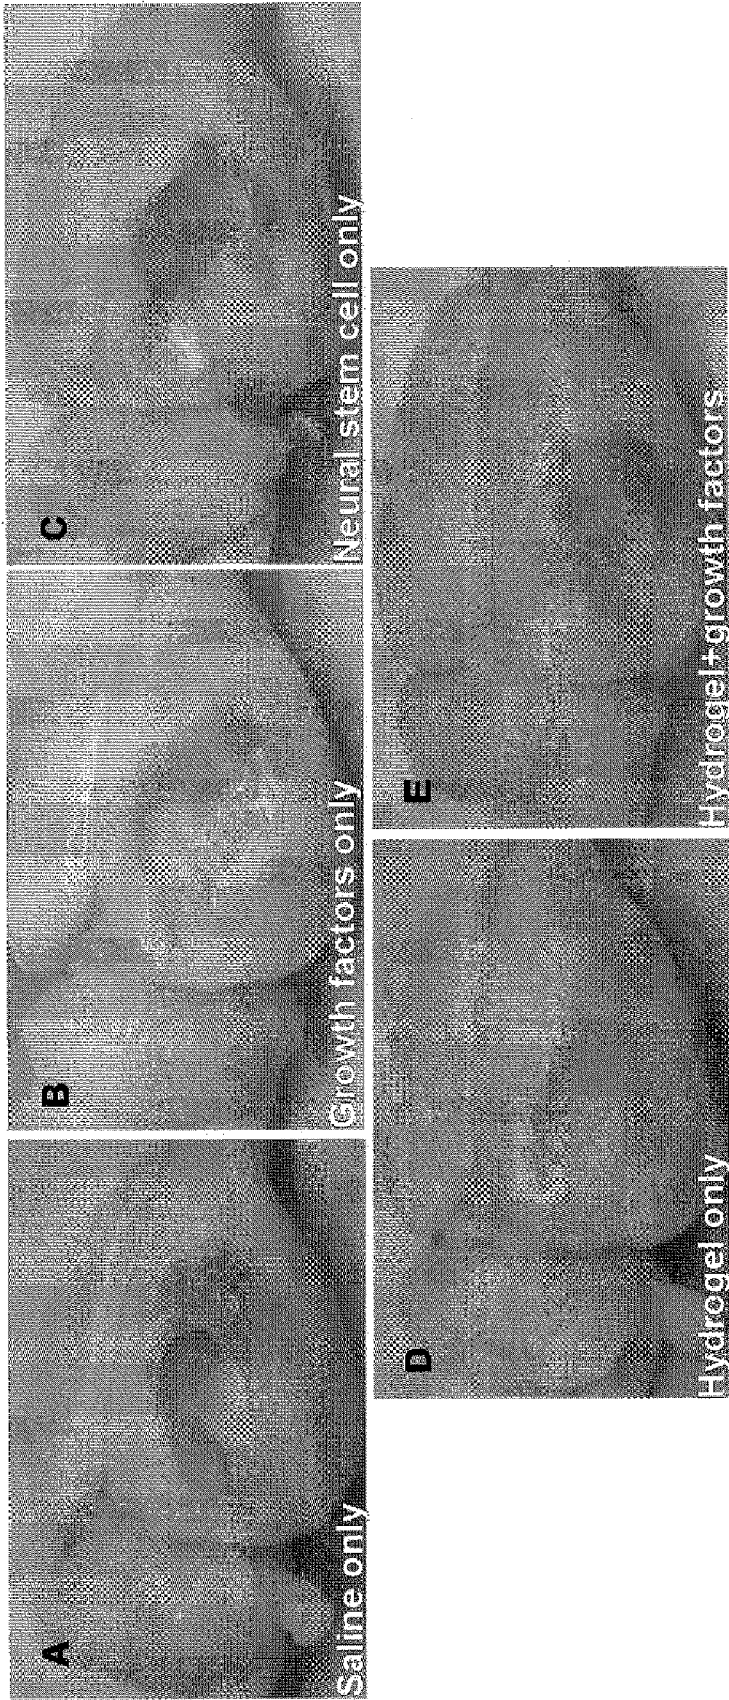 A
Saline only
B
Growth factors only
C
Neural stem cell only
D
Hydrogel only
E
Hydrogel+growth factors